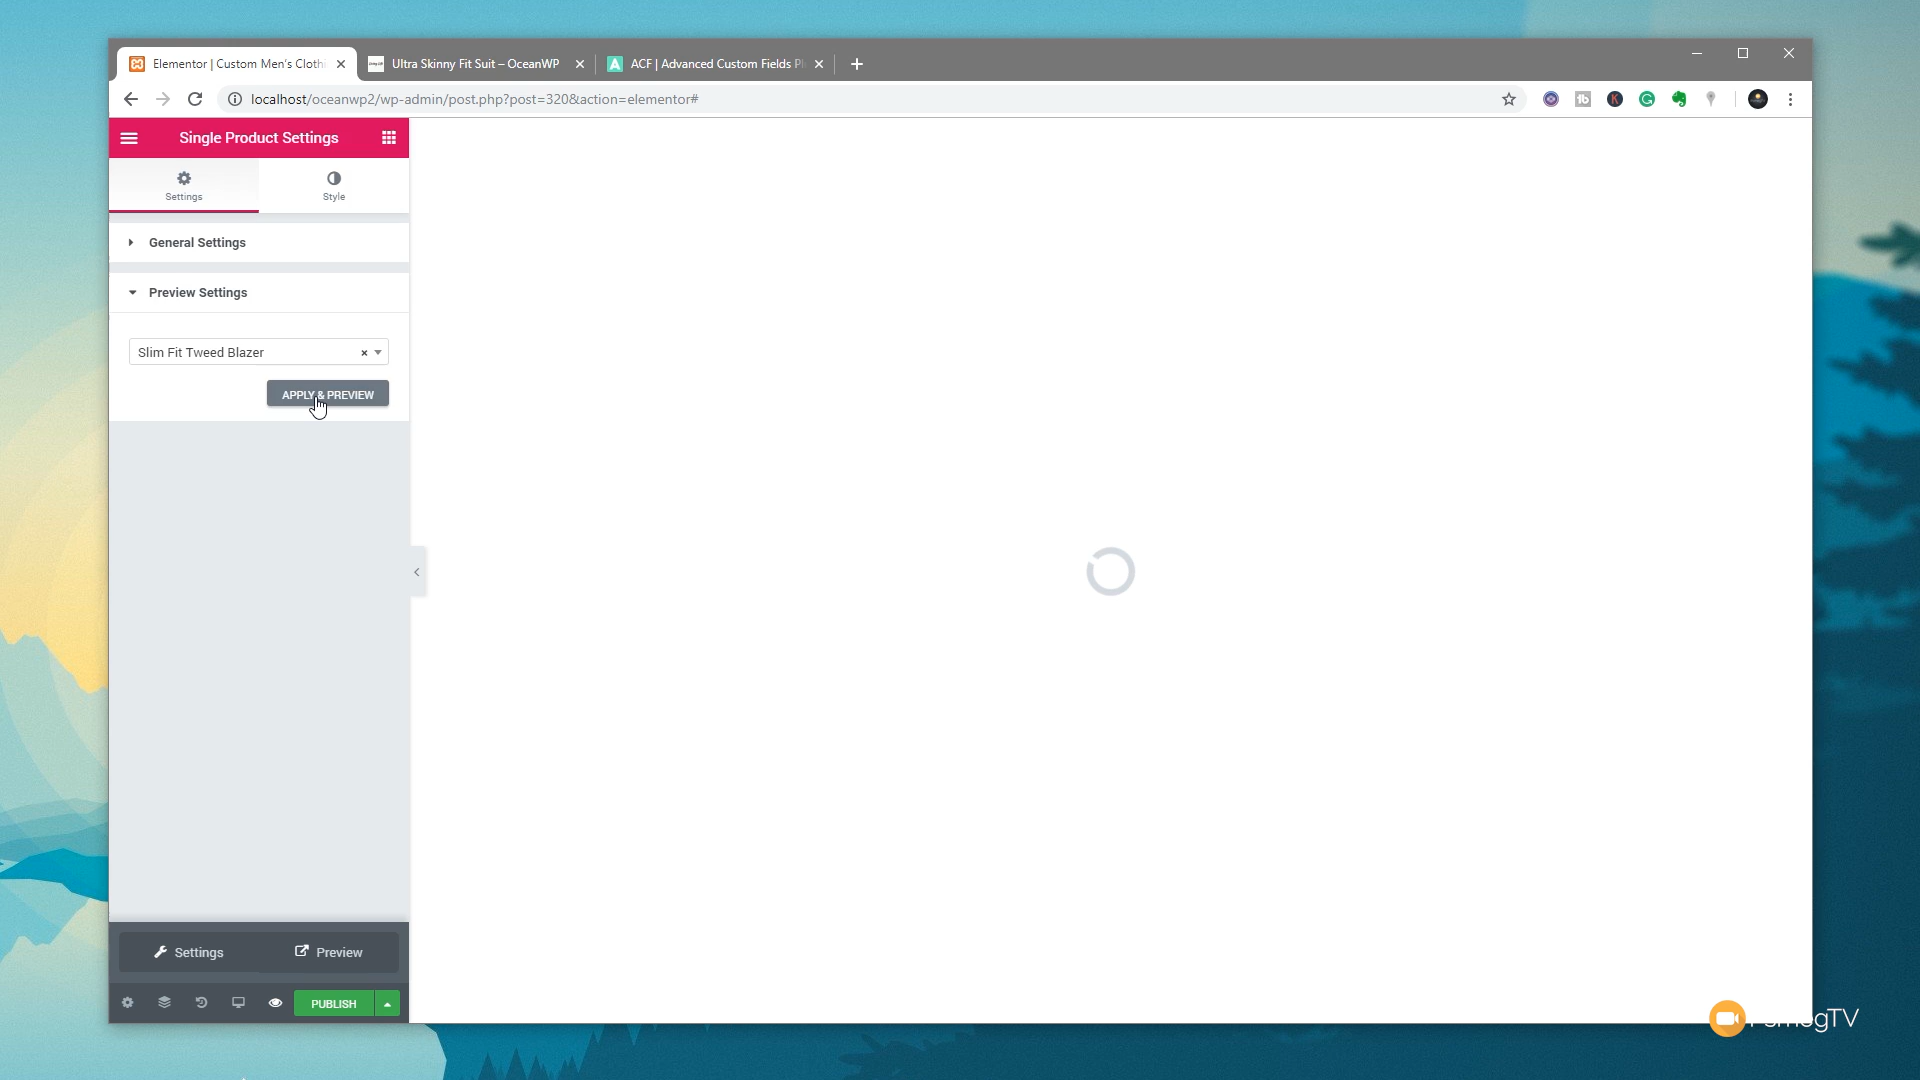 Elementor | Custom Men's Clothi
Ultra Skinny Fit Suit – OceanWP
ACF | Advanced Custom Fields Pl
localhost/oceanwp2/wp-admin/post.php?post=320&action=elementor#
Single Product Settings
Settings
Style
General Settings
Preview Settings
Slim Fit Tweed Blazer
APPLY & PREVIEW
Settings
Preview
PUBLISH